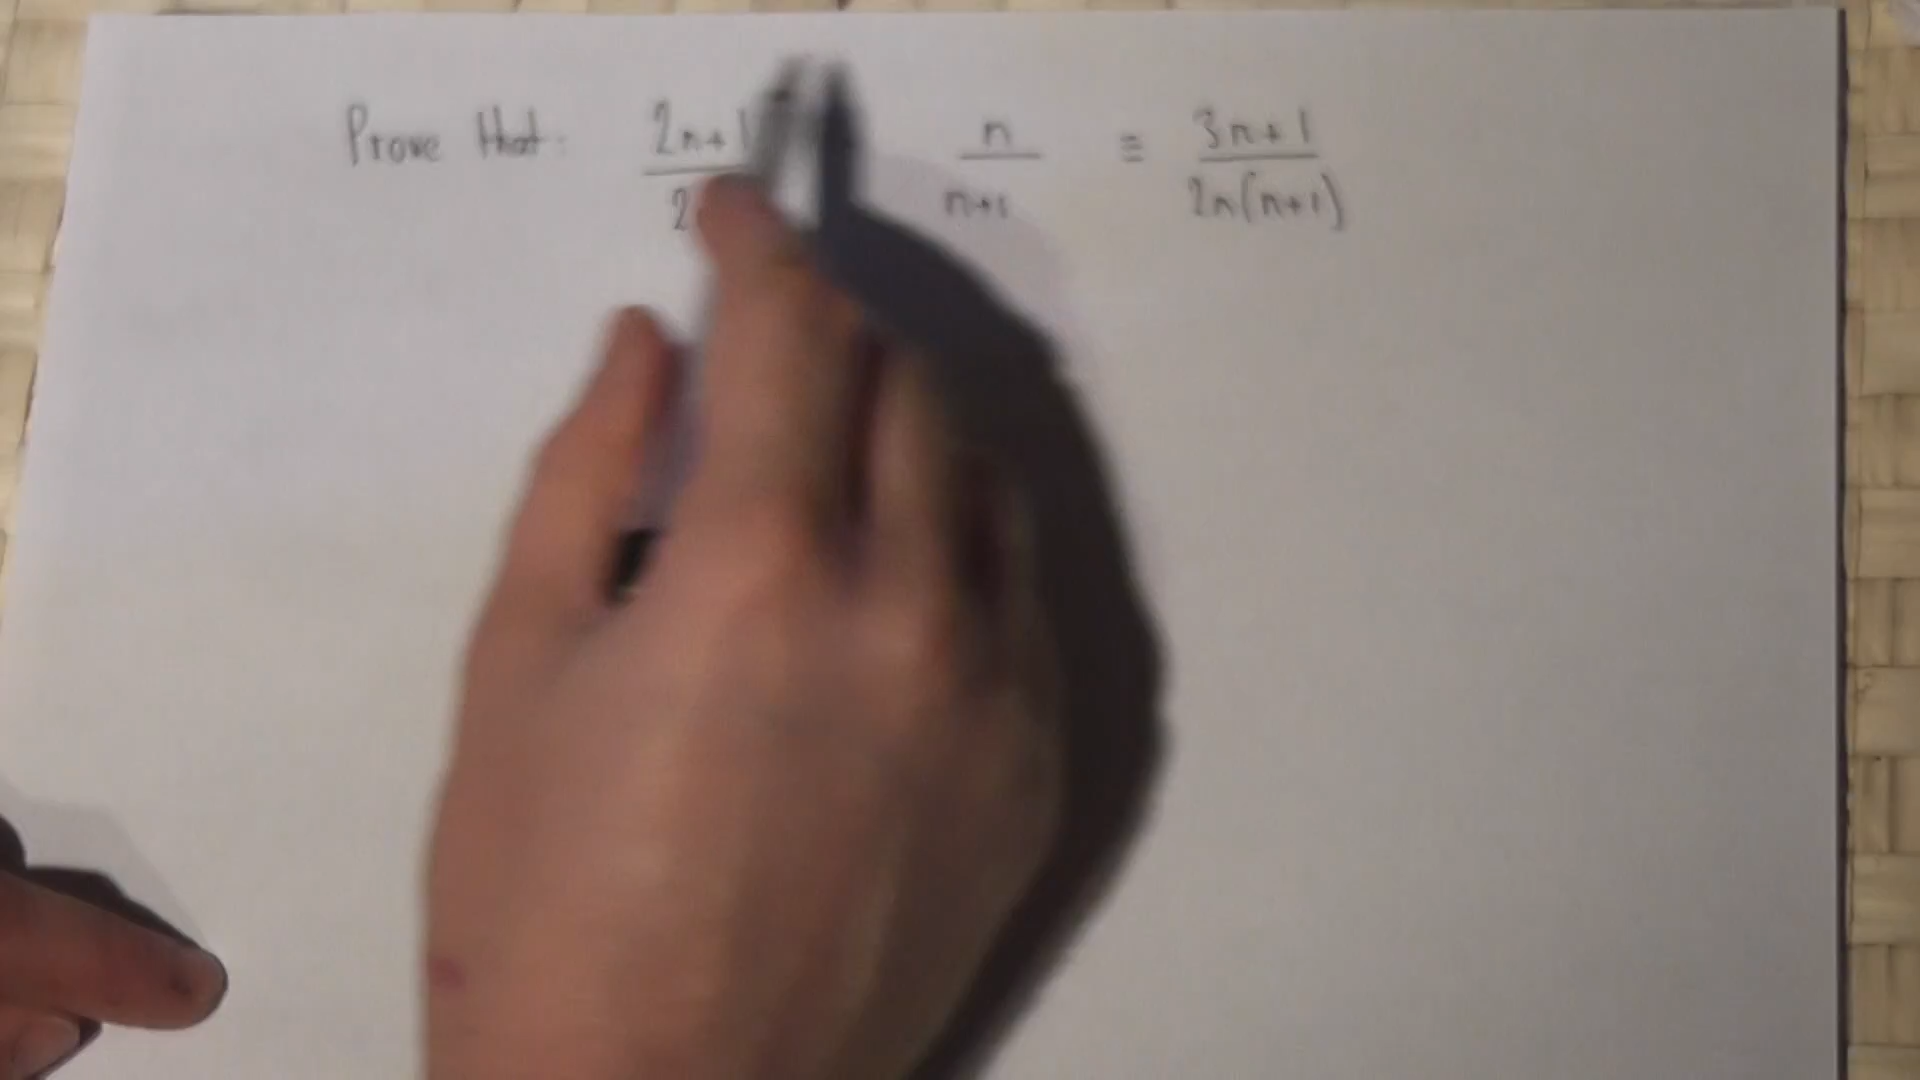 Prove that: 2n+1 n ≡ 3n+1
2 n+1 2n(n+1)